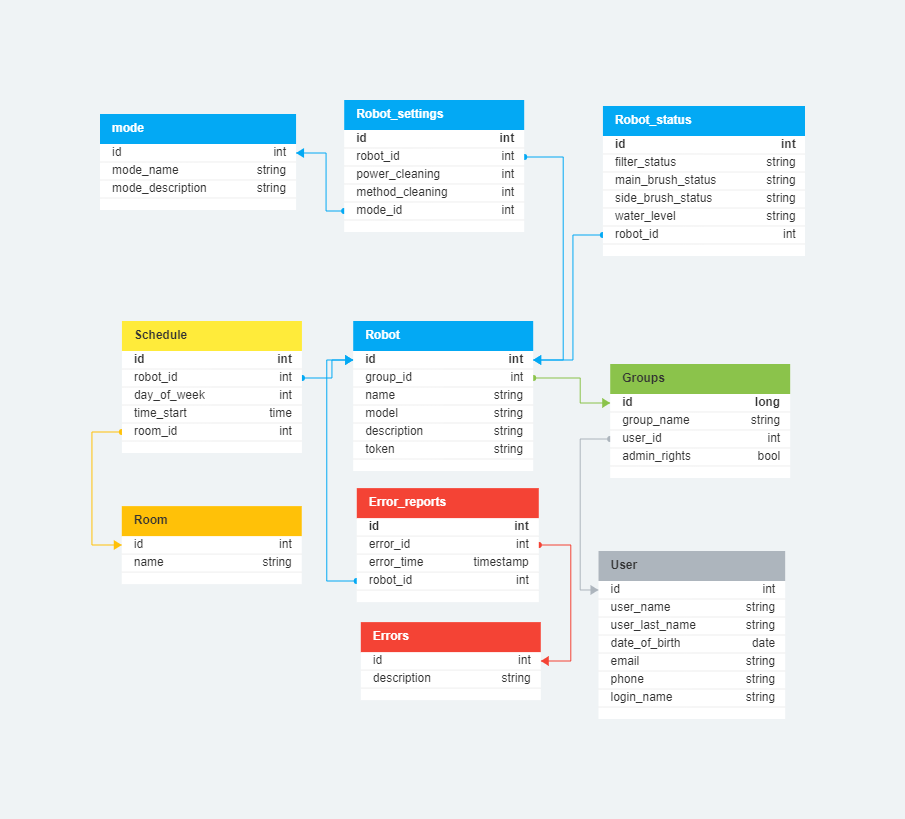 mode
id int
mode_name string
mode_description string
Robot_settings
id int
robot_id int
power_cleaning int
method_cleaning int
mode_id int
Robot_status
id int
filter_status string
main_brush_status string
side_brush_status string
water_level string
robot_id int
Schedule
id int
robot_id int
day_of_week int
time_start time
room_id int
Robot
id int
group_id int
name string
model string
description string
token string
Groups
id long
group_name string
user_id int
admin_rights bool
Room
id int
name string
Error_reports
id int
error_id int
error_time timestamp
robot_id int
User
id int
user_name string
user_last_name string
date_of_birth date
email string
phone string
login_name string
Errors
id int
description string